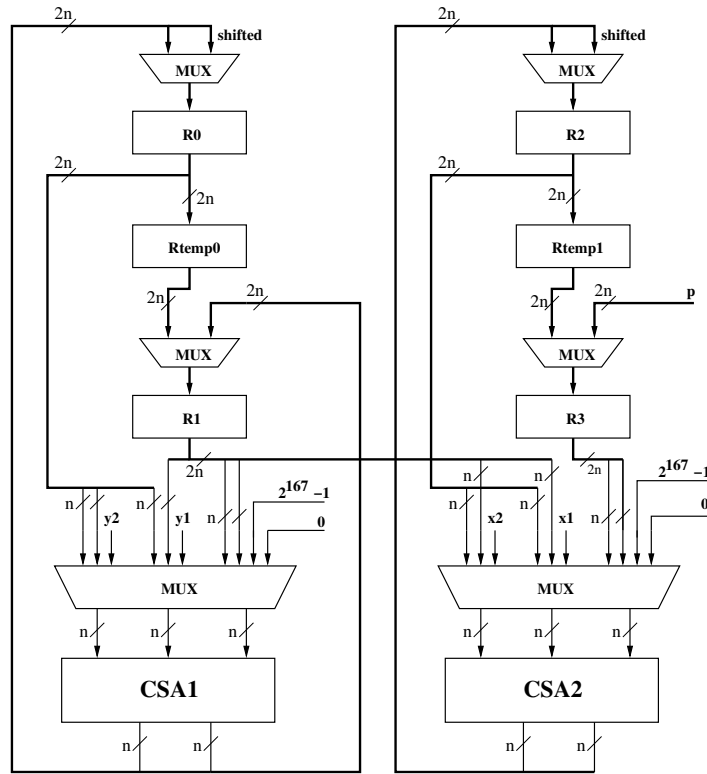 2n
shifted
2n
shifted
MUX
MUX
R0
R2
2n
2n
2n
2n
Rtemp0
Rtemp1
2n
2n
2n
2n
p
MUX
MUX
R1
R3
2n
n
n
2n
2^167 −1
n
n
n
2^167 −1
n
n
n
y2
y1
0
x2
x1
0
MUX
MUX
n
n
n
n
n
n
CSA1
CSA2
n
n
n
n